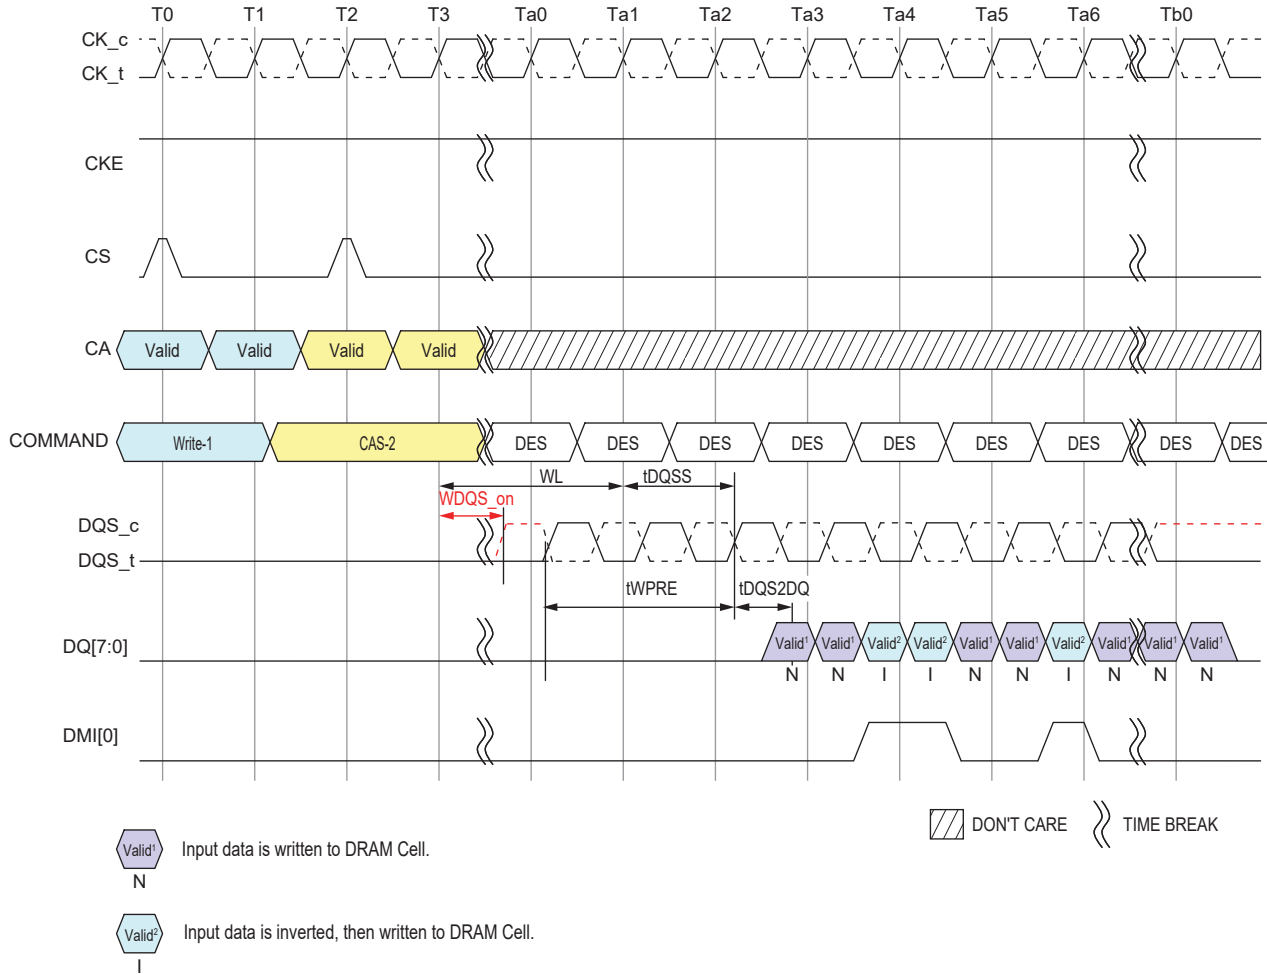 T0 T1 T2 T3 Ta0 Ta1 Ta2 Ta3 Ta4 Ta5 Ta6 Tb0
CK_c
CK_t
CKE
CS
CA Valid Valid Valid Valid
COMMAND Write-1 CAS-2 DES DES DES DES DES DES DES DES DES
WL tDQSS
WDQS_on
DQS_c
DQS_t
tWPRE tDQS2DQ
DQ[7:0] Valid¹ Valid¹ Valid² Valid² Valid¹ Valid¹ Valid² Valid¹ Valid¹ Valid¹
N N I I N N I N N N
DMI[0]
DON'T CARE TIME BREAK
Valid¹ Input data is written to DRAM Cell.
N
Valid² Input data is inverted, then written to DRAM Cell.
I